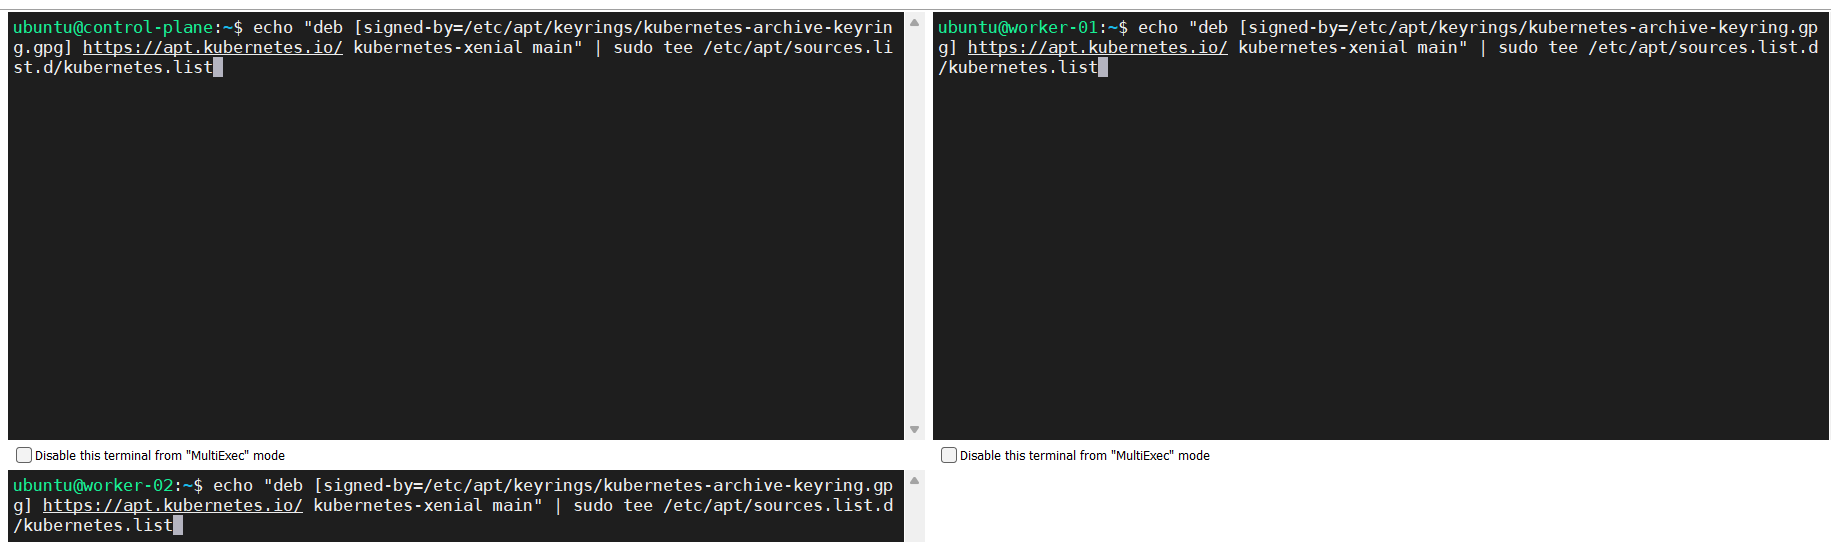 ubuntu@control-plane:~$ echo "deb [signed-by=/etc/apt/keyrings/kubernetes-archive-keyrin
g.gpg] https://apt.kubernetes.io/ kubernetes-xenial main" | sudo tee /etc/apt/sources.li
st.d/kubernetes.list
Disable this terminal from "MultiExec" mode
ubuntu@worker-01:~$ echo "deb [signed-by=/etc/apt/keyrings/kubernetes-archive-keyring.gp
g] https://apt.kubernetes.io/ kubernetes-xenial main" | sudo tee /etc/apt/sources.list.d
/kubernetes.list
Disable this terminal from "MultiExec" mode
ubuntu@worker-02:~$ echo "deb [signed-by=/etc/apt/keyrings/kubernetes-archive-keyring.gp
g] https://apt.kubernetes.io/ kubernetes-xenial main" | sudo tee /etc/apt/sources.list.d
/kubernetes.list